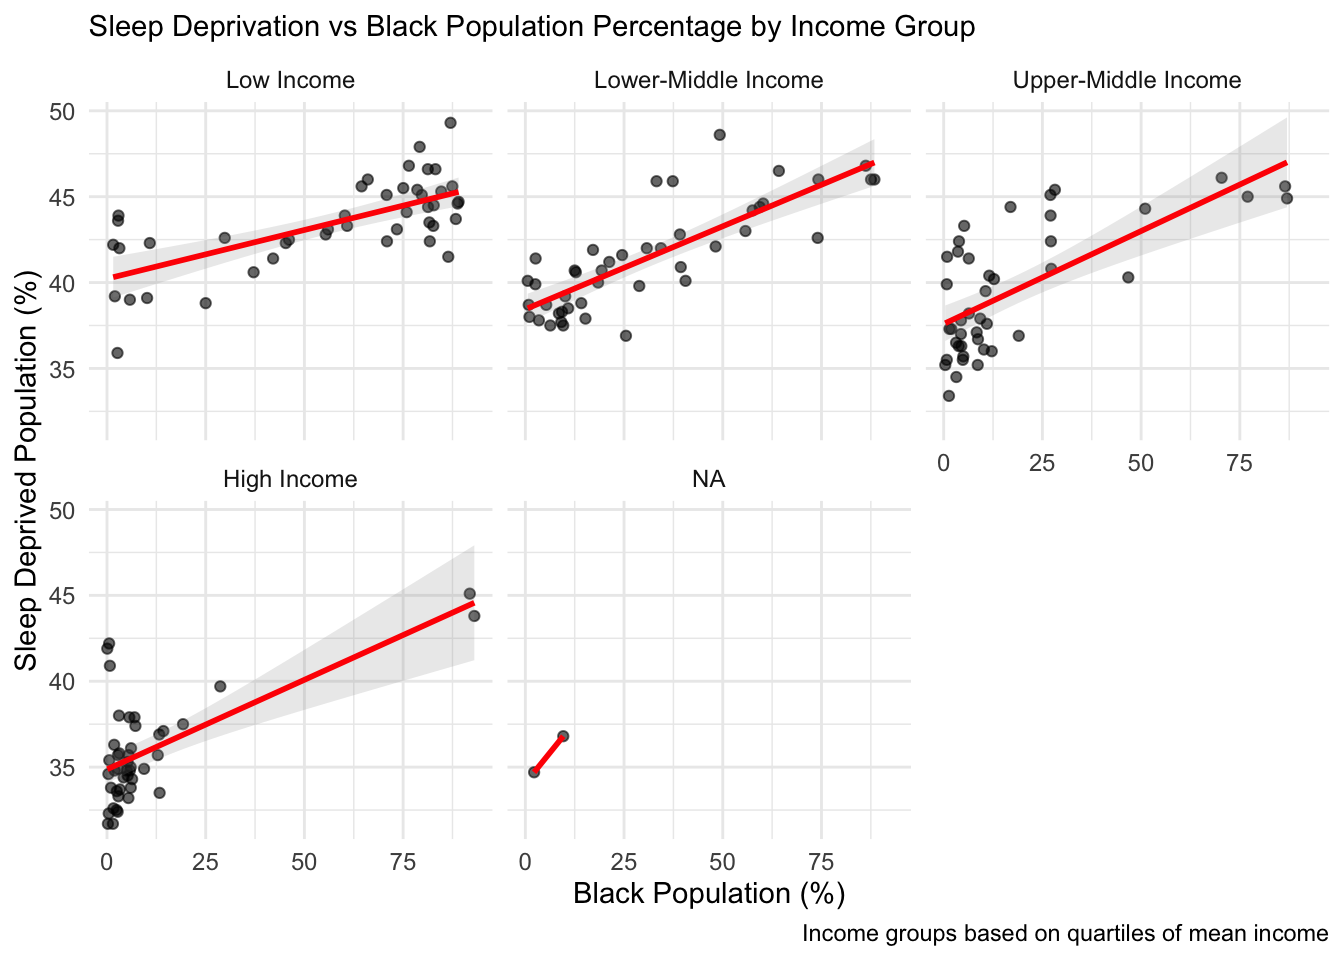 Sleep Deprivation vs Black Population Percentage by Income Group
Low Income
Lower-Middle Income
Upper-Middle Income
50
45
40
35
0 25 50 75
High Income
NA
50
45
40
35
0 25 50 75
0 25 50 75
Sleep Deprived Population (%)
Black Population (%)
Income groups based on quartiles of mean income